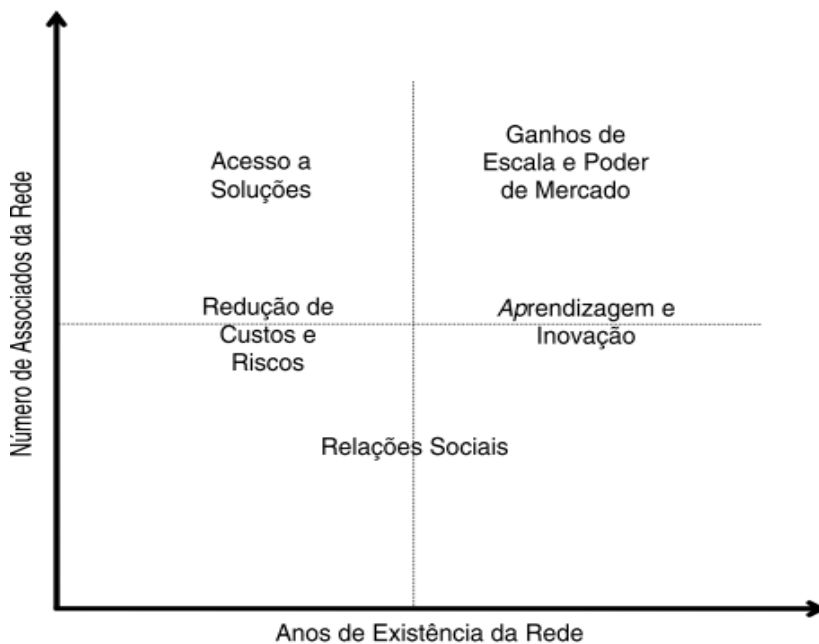 Número de Associados da Rede
Acesso a
Soluções
Ganhos de
Escala e Poder
de Mercado
Redução de
Custos e
Riscos
Aprendizagem e
Inovação
Relações Sociais
Anos de Existência da Rede